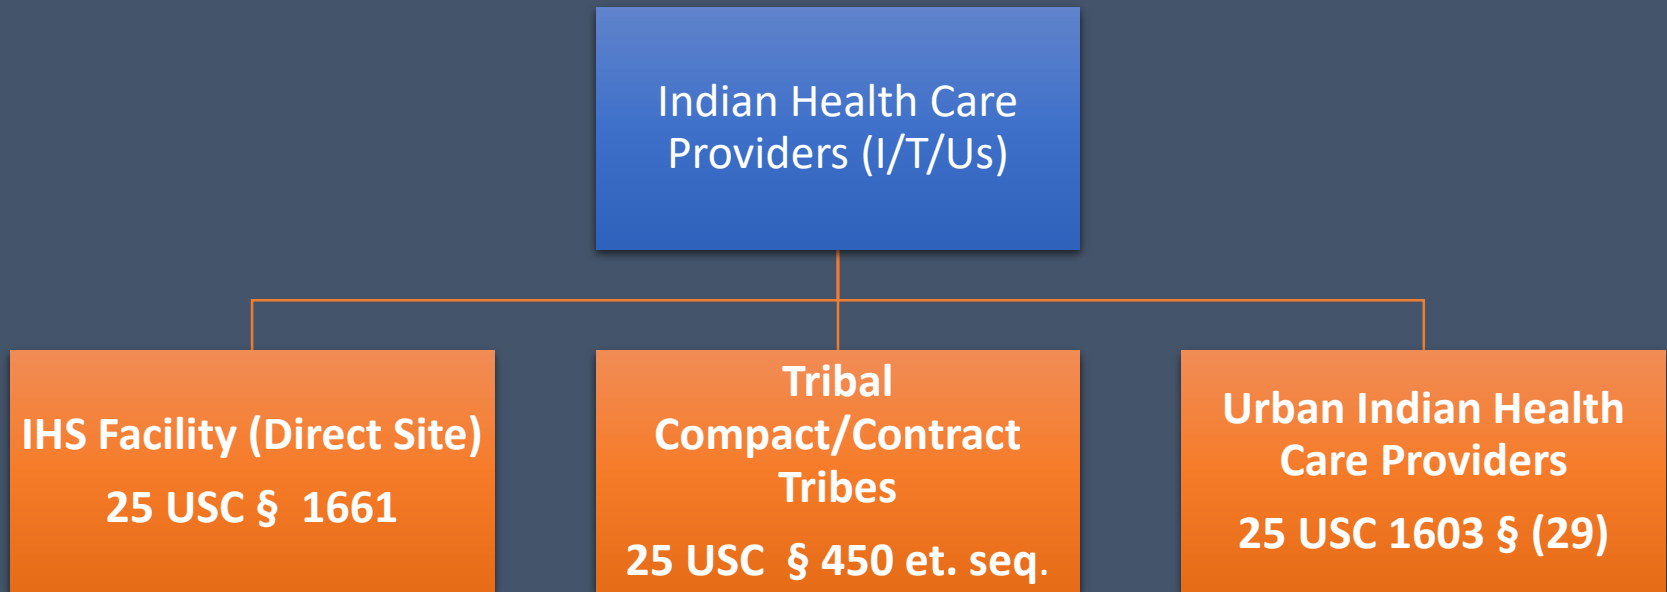 Indian Health Care
Providers (I/T/Us)
IHS Facility (Direct Site)
25 USC §  1661
Tribal
Compact/Contract
Tribes
25 USC  § 450 et. seq.
Urban Indian Health
Care Providers
25 USC 1603 § (29)